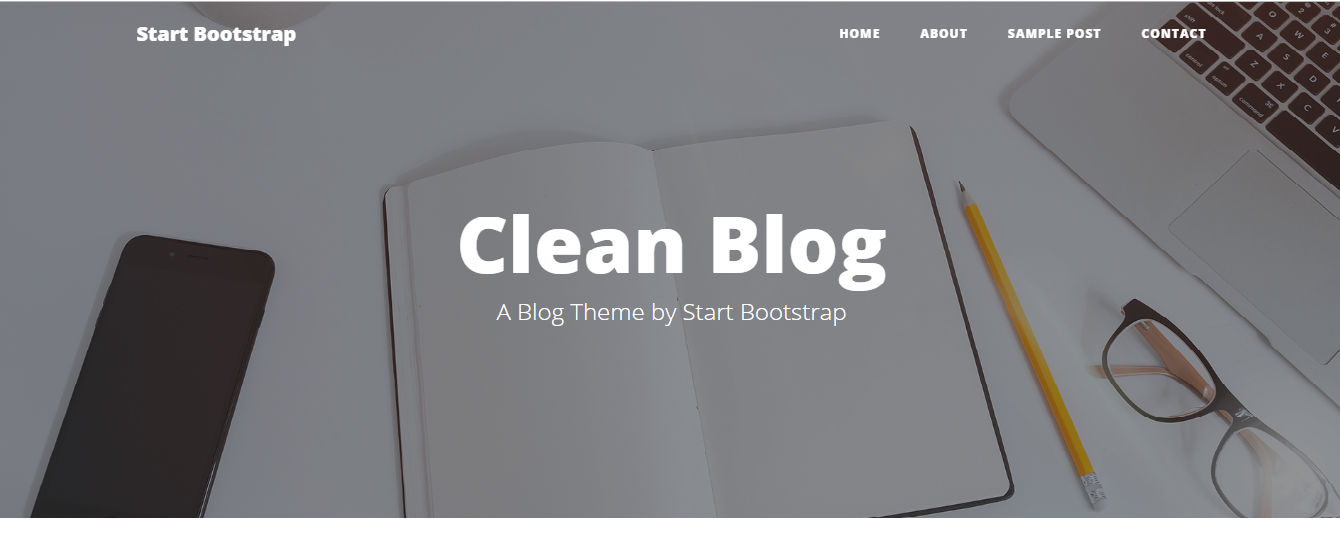 Start Bootstrap
HOME ABOUT SAMPLE POST CONTACT
Clean Blog
A Blog Theme by Start Bootstrap